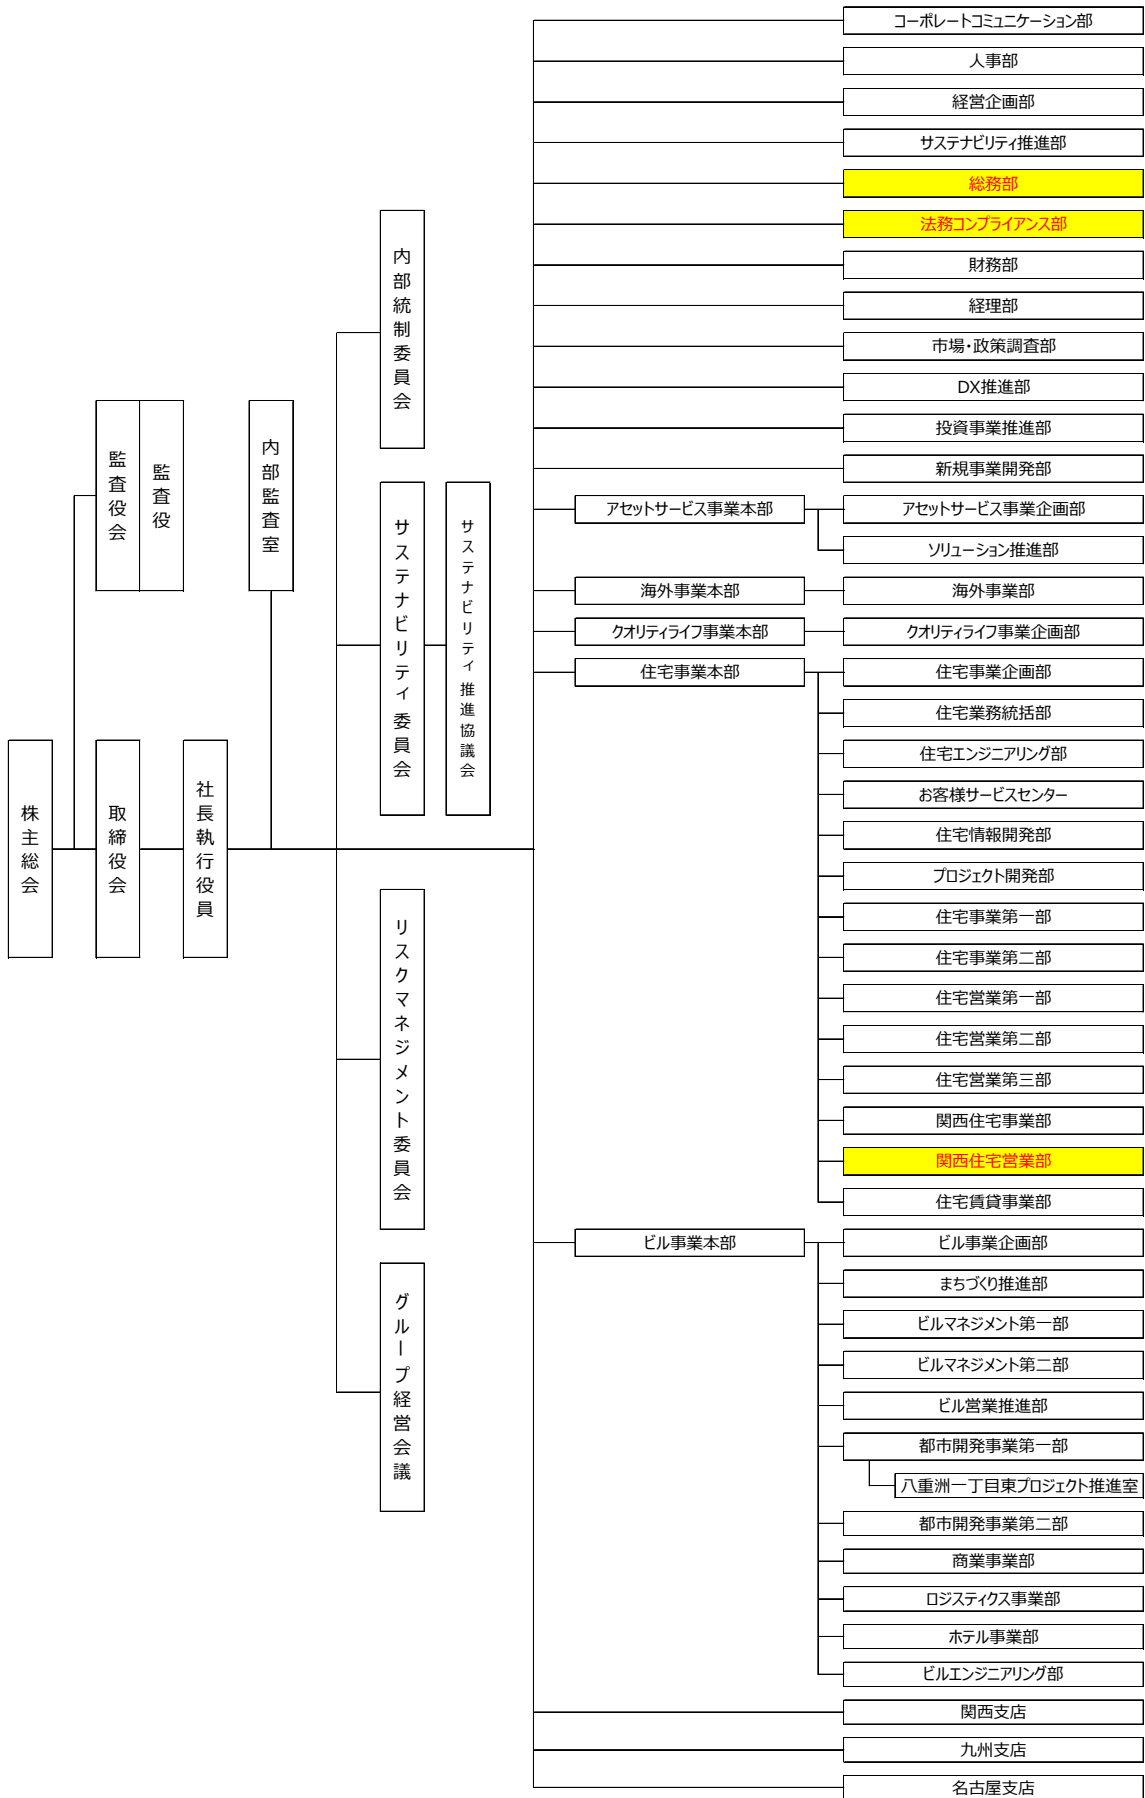 株主総会
監査役会
監査役
取締役会
社長執行役員
内部監査室
内部統制委員会
サステナビリティ委員会
サステナビリティ推進協議会
リスクマネジメント委員会
グループ経営会議
コーポレートコミュニケーション部
人事部
経営企画部
サステナビリティ推進部
総務部
法務コンプライアンス部
財務部
経理部
市場・政策調査部
DX推進部
投資事業推進部
新規事業開発部
アセットサービス事業本部
アセットサービス事業企画部
ソリューション推進部
海外事業本部
海外事業部
クオリティライフ事業本部
クオリティライフ事業企画部
住宅事業本部
住宅事業企画部
住宅業務統括部
住宅エンジニアリング部
お客様サービスセンター
住宅情報開発部
プロジェクト開発部
住宅事業第一部
住宅事業第二部
住宅営業第一部
住宅営業第二部
住宅営業第三部
関西住宅事業部
関西住宅営業部
住宅賃貸事業部
ビル事業本部
ビル事業企画部
まちづくり推進部
ビルマネジメント第一部
ビルマネジメント第二部
ビル営業推進部
都市開発事業第一部
八重洲一丁目東プロジェクト推進室
都市開発事業第二部
商業事業部
ロジスティクス事業部
ホテル事業部
ビルエンジニアリング部
関西支店
九州支店
名古屋支店